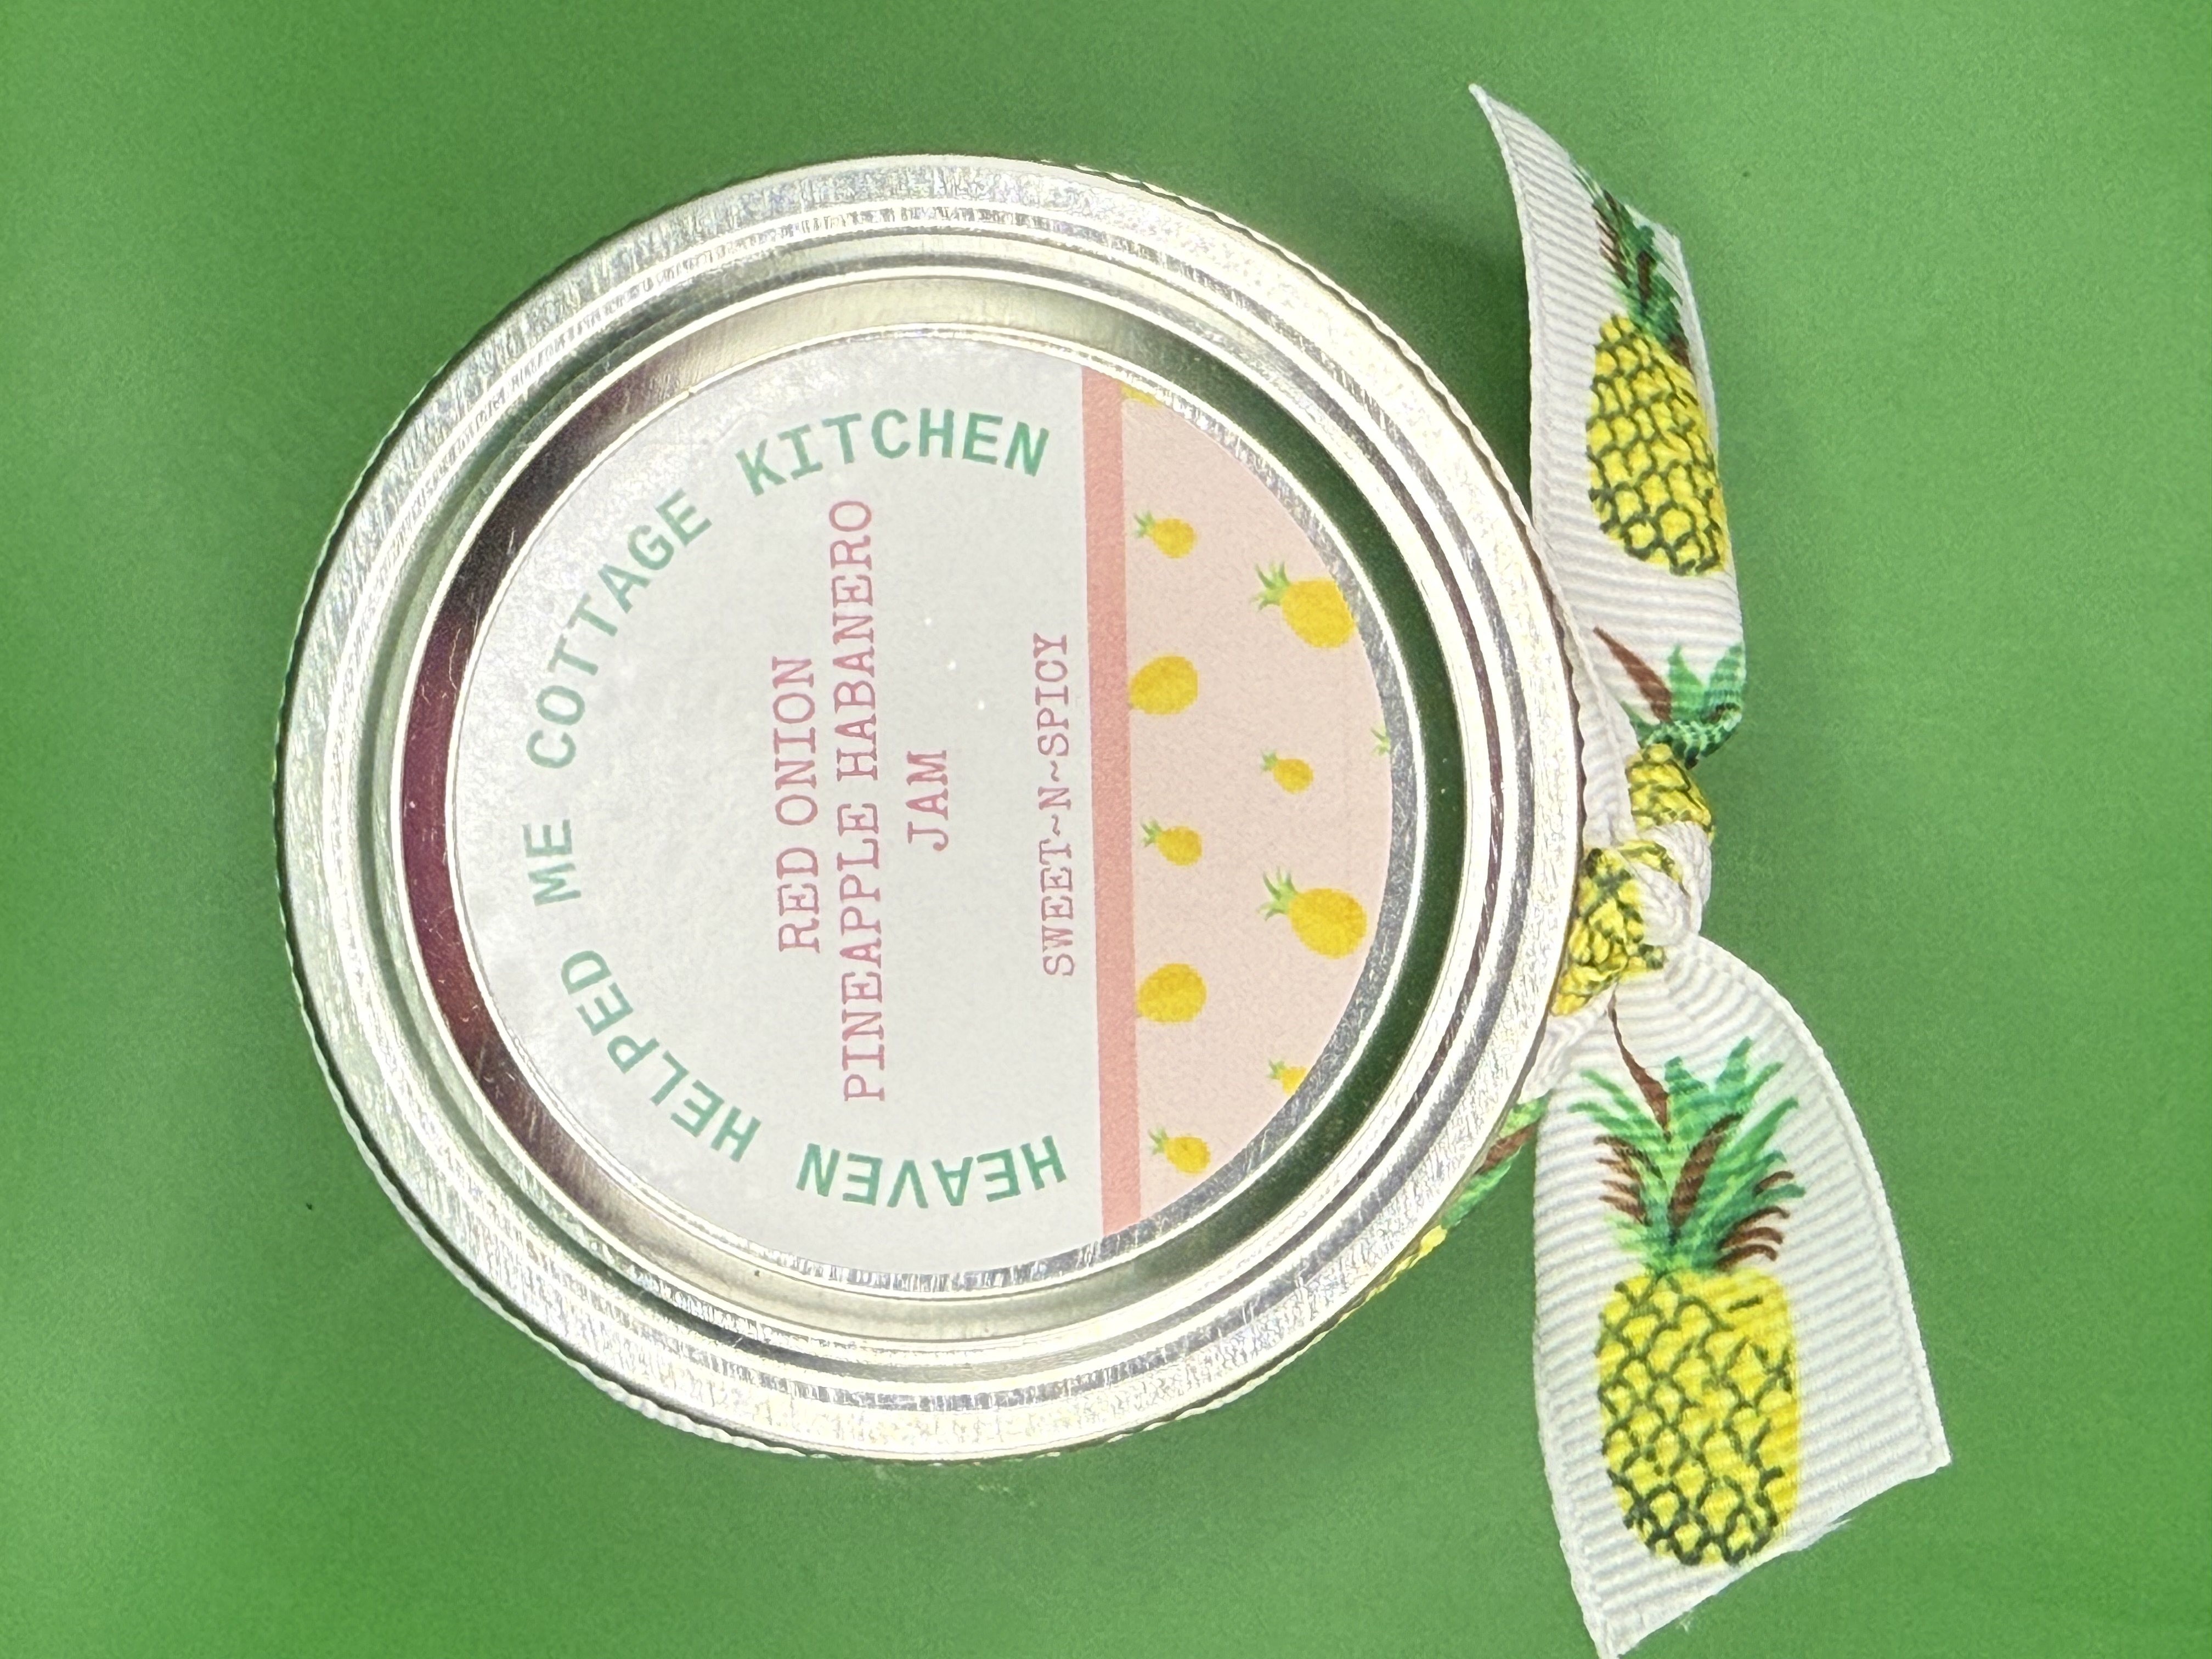 HEAVEN HELPED ME COTTAGE KITCHEN
RED ONION
PINEAPPLE HABANERO
JAM
SWEET~N~SPICY